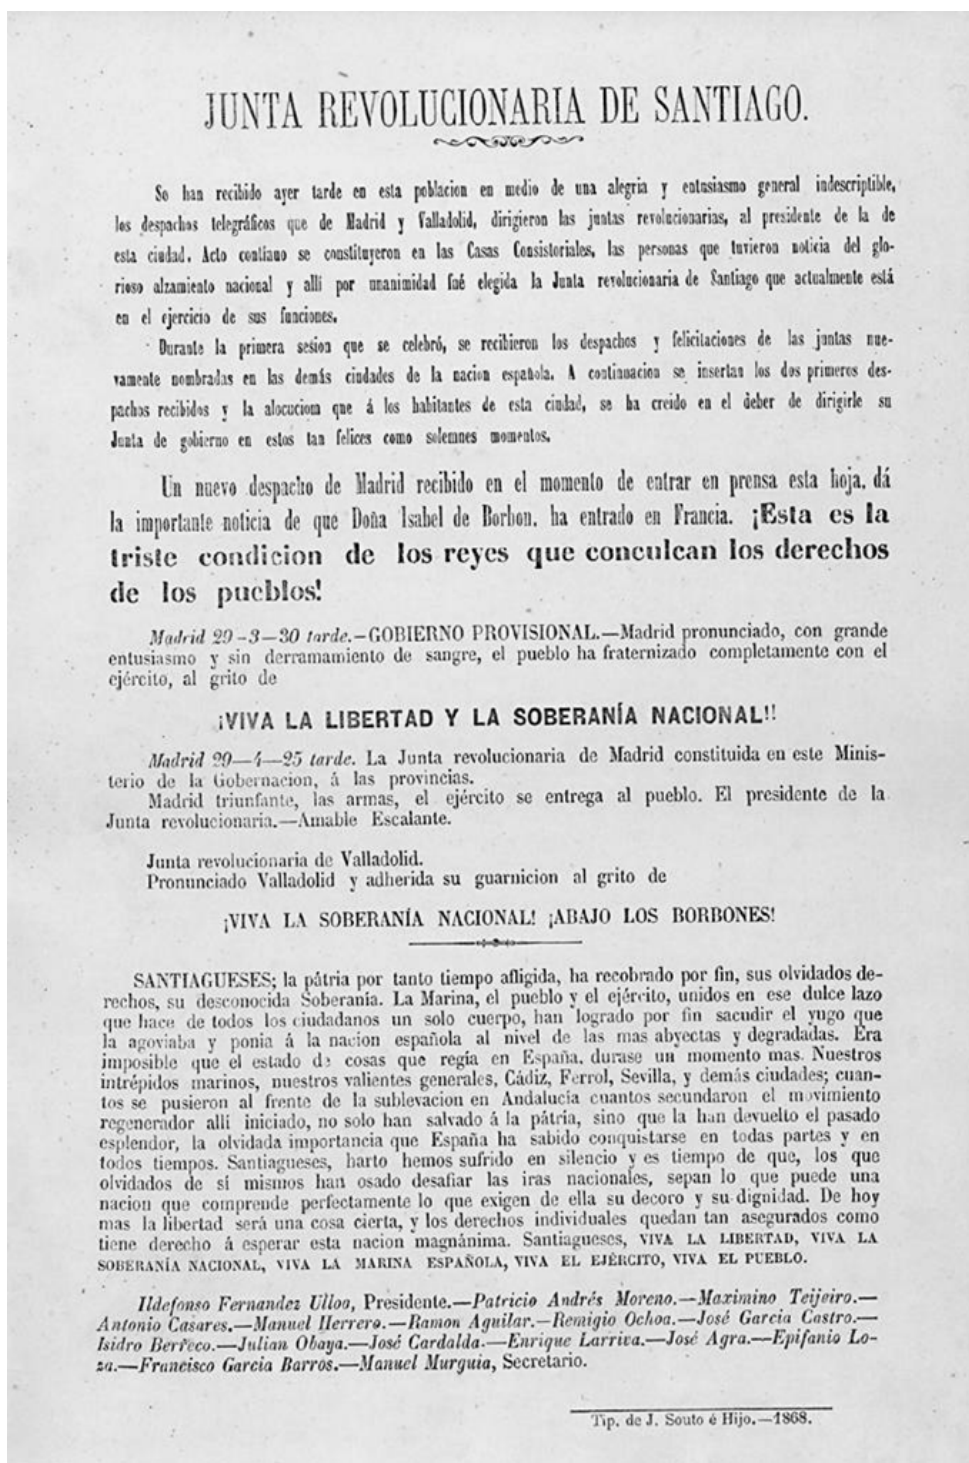 JUNTA REVOLUCIONARIA DE SANTIAGO.
So han recibido ayer tarde en esta poblacion en medio de una alegria y entusiasmo general indescriptible,
los despachos telegráficos que de Madrid y Valladolid, dirigieron las juntas revolucionarias, al presidente de la de
esta ciudad. Acto contiauo se constituyeron en las Casas Consistoriales, las personas que tuvieron noticia del glo-
rioso alzamiento nacional y alli por unanimidad fué elegida la Junta revolucionaria de Santiago que actualmente está
en el ejercicio de sus funciones.
Durante la primera sesion que se celebró, se recibieron los despachos y felicitaciones de las juntas nue-
vamente nombradas en las demás ciudades de la nacion española. A continuacion se insertan los dos primeros des-
pachos recibidos y la alocuciom que á los habitantes de esta ciudad, se ha creido en el deber de dirigirle su
Junta de gobierno en estos tan felices como solemnes momentos.
Un nuevo despacho de Madrid recibido en el momento de entrar en prensa esta hoja, dá
la importante noticia de que Doña Isabel de Borbon, ha entrado en Francia. ¡Esta es la
triste condicion de los reyes que conculcan los derechos
de los pueblos!
Madrid 29-3—30 tarde.—GOBIERNO PROVISIONAL.—Madrid pronunciado, con grande
entusiasmo y sin derramamiento de sangre, el pueblo ha fraternizado completamente con el
ejército, al grito de
¡VIVA LA LIBERTAD Y LA SOBERANÍA NACIONAL!!
Madrid 29—4—25 tarde. La Junta revolucionaria de Madrid constituida en este Minis-
terio de la Gobernacion, á las provincias.
Madrid triunfante, las armas, el ejército se entrega al pueblo. El presidente de la
Junta revolucionaria.—Amable Escalante.
Junta revolucionaria de Valladolid.
Pronunciado Valladolid y adherida su guarnicion al grito de
¡VIVA LA SOBERANÍA NACIONAL! ¡ABAJO LOS BORBONES!
SANTIAGUESES; la pátria por tanto tiempo afligida, ha recobrado por fin, sus olvidados de-
rechos, su desconocida Soberanía. La Marina, el pueblo y el ejército, unidos en ese dulce lazo
que hace de todos los ciudadanos un solo cuerpo, han logrado por fin sacudir el yugo que
la agoviaba y ponia á la nacion española al nivel de las mas abyectas y degradadas. Era
imposible que el estado de cosas que regía en España, durase un momento mas. Nuestros
intrépidos marinos, nuestros valientes generales, Cádiz, Ferrol, Sevilla, y demás ciudades; cuan-
tos se pusieron al frente de la sublevacion en Andalucía cuantos secundaron el movimiento
regenerador alli iniciado, no solo han salvado á la pátria, sino que la han devuelto el pasado
esplendor, la olvidada importancia que España ha sabido conquistarse en todas partes y en
todos tiempos. Santiagueses, harto hemos sufrido en silencio y es tiempo de que, los que
olvidados de sí mismos han osado desafiar las iras nacionales, sepan lo que puede una
nacion que comprende perfectamente lo que exigen de ella su decoro y su dignidad. De hoy
mas la libertad será una cosa cierta, y los derechos individuales quedan tan asegurados como
tiene derecho á esperar esta nacion magnánima. Santiagueses, VIVA LA LIBERTAD, VIVA LA
SOBERANÍA NACIONAL, VIVA LA MARINA ESPAÑOLA, VIVA EL EJÉRCITO, VIVA EL PUEBLO.
Ildefonso Fernandez Ulloa, Presidente.—Patricio Andrés Moreno.—Maximino Teijeiro.—
Antonio Casares.—Manuel Herrero.—Ramon Aguilar.—Remigio Ochoa.—José Garcia Castro.—
Isidro Berreco.—Julian Obaya.—José Cardalda.—Enrique Larriva.—José Agra.—Epifanio Lo-
za.—Francisco Garcia Barros.—Manuel Murguia, Secretario.
Tip. de J. Souto é Hijo.—1868.